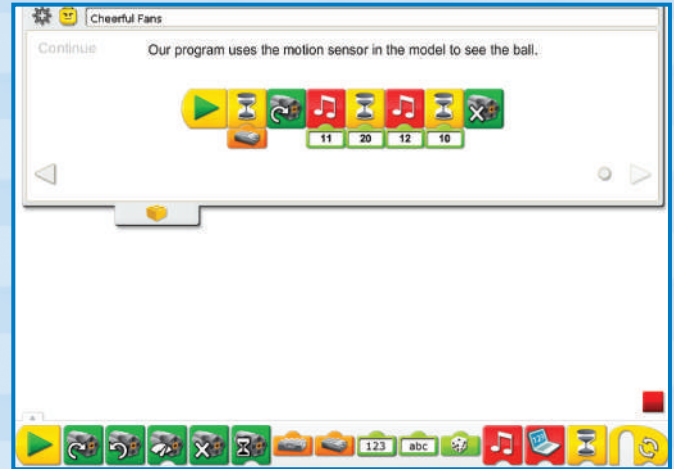 Cheerful Fans
Continue
Our program uses the motion sensor in the model to see the ball.
11 20 12 10
123 abc